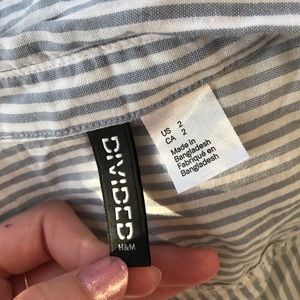 DIVIDED
H&M
US 2
CA 2
Made in
Bangladesh
Fabriqué en
Bangladesh